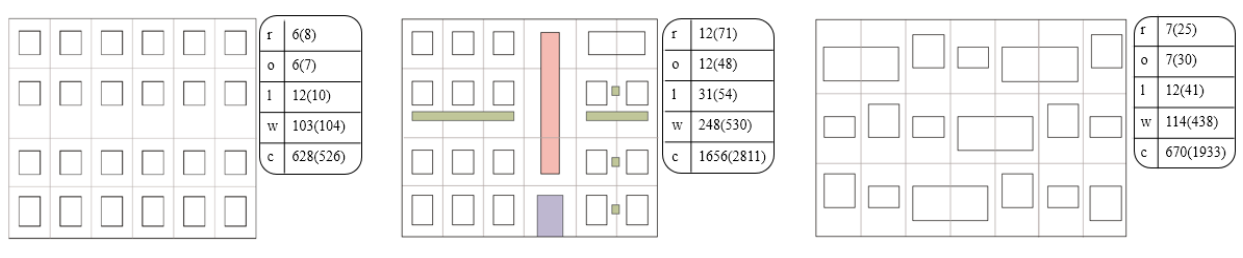 r 6(8)
o 6(7)
l 12(10)
w 103(104)
c 628(526)
r 12(71)
o 12(48)
l 31(54)
w 248(530)
c 1656(2811)
r 7(25)
o 7(30)
l 12(41)
w 114(438)
c 670(1933)